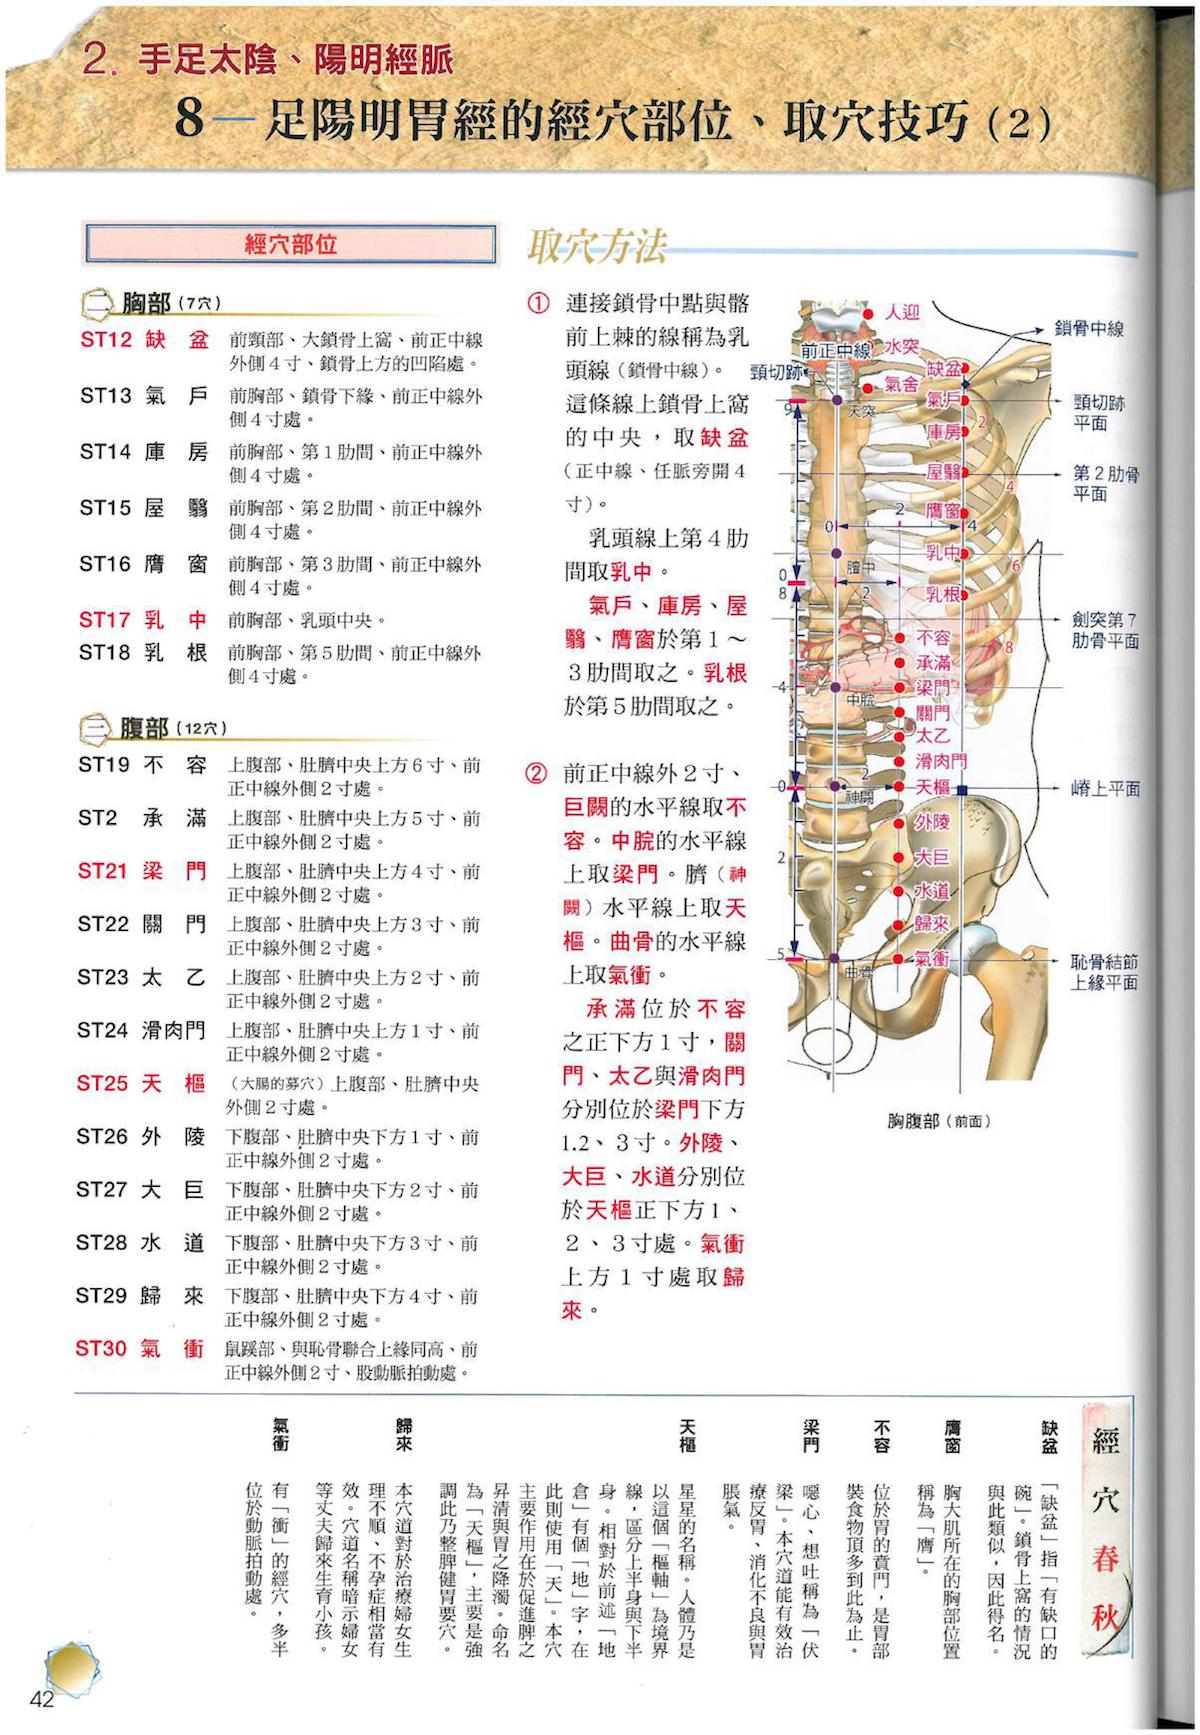 2. 手足太陰、陽明經脈
8—足陽明胃經的經穴部位、取穴技巧(2)
經穴部位
二 胸部(7穴)
ST12 缺 盆 前頸部、大鎖骨上窩、前正中線
外側4寸、鎖骨上方的凹陷處。
ST13 氣 戶 前胸部、鎖骨下緣、前正中線外
側4寸處。
ST14 庫 房 前胸部、第1肋間、前正中線外
側4寸處。
ST15 屋 翳 前胸部、第2肋間、前正中線外
側4寸處。
ST16 膺 窗 前胸部、第3肋間、前正中線外
側4寸處。
ST17 乳 中 前胸部、乳頭中央。
ST18 乳 根 前胸部、第5肋間、前正中線外
側4寸處。
三 腹部(12穴)
ST19 不 容 上腹部、肚臍中央上方6寸、前
正中線外側2寸處。
ST2 承 滿 上腹部、肚臍中央上方5寸、前
正中線外側2寸處。
ST21 梁 門 上腹部、肚臍中央上方4寸、前
正中線外側2寸處。
ST22 關 門 上腹部、肚臍中央上方3寸、前
正中線外側2寸處。
ST23 太 乙 上腹部、肚臍中央上方2寸、前
正中線外側2寸處。
ST24 滑肉門 上腹部、肚臍中央上方1寸、前
正中線外側2寸處。
ST25 天 樞 (大腸的募穴)上腹部、肚臍中央
外側2寸處。
ST26 外 陵 下腹部、肚臍中央下方1寸、前
正中線外側2寸處。
ST27 大 巨 下腹部、肚臍中央下方2寸、前
正中線外側2寸處。
ST28 水 道 下腹部、肚臍中央下方3寸、前
正中線外側2寸處。
ST29 歸 來 下腹部、肚臍中央下方4寸、前
正中線外側2寸處。
ST30 氣 衝 鼠蹊部、與恥骨聯合上緣同高、前
正中線外側2寸、股動脈拍動處。
取穴方法
① 連接鎖骨中點與髂
前上棘的線稱為乳
頭線(鎖骨中線)。
這條線上鎖骨上窩
的中央，取缺盆
(正中線、任脈旁開4
寸)。
乳頭線上第4肋
間取乳中。
氣戶、庫房、屋
翳、膺窗於第1～
3肋間取之。乳根
於第5肋間取之。
② 前正中線外2寸、
巨闕的水平線取不
容。中脘的水平線
上取梁門。臍(神
闕)水平線上取天
樞。曲骨的水平線
上取氣衝。
承滿位於不容
之正下方1寸，關
門、太乙與滑肉門
分別位於梁門下方
1.2、3寸。外陵、
大巨、水道分別位
於天樞正下方1、
2、3寸處。氣衝
上方1寸處取歸
來。
人迎
鎖骨中線
前正中線
水突
頸切跡
缺盆
氣舍
氣戶
頸切跡
平面
9
天突
2
庫房
屋翳
第2肋骨
平面
4
膺窗
0
2
4
乳中
膻中
6
0
8
2
乳根
劍突第7
肋骨平面
不容
8
承滿
梁門
4
中脘
關門
太乙
滑肉門
2
0
神闕
天樞
嵴上平面
外陵
2
大巨
水道
歸來
5
曲骨
氣衝
恥骨結節
上緣平面
胸腹部(前面)
經穴春秋
缺盆
「缺盆」指「有缺口的
碗」。鎖骨上窩的情況
與此類似，因此得名。
膺窗
胸大肌所在的胸部位置
稱為「膺」。
不容
位於胃的賁門，是胃部
裝食物頂多到此為止。
梁門
噁心、想吐稱為「伏
梁」。本穴道能有效治
療反胃、消化不良與胃
脹氣。
天樞
星星的名稱。人體乃是
以這個「樞軸」為境界
線，區分上半身與下半
身。相對於前述「地
倉」有個「地」字，在
此則使用「天」。本穴
主要作用在於促進脾之
昇清與胃之降濁。命名
為「天樞」，主要是強
調此乃整脾健胃要穴。
歸來
本穴道對於治療婦女生
理不順、不孕症相當有
效。穴道名稱暗示婦女
等丈夫歸來生育小孩。
氣衝
有「衝」的經穴，多半
位於動脈拍動處。
42